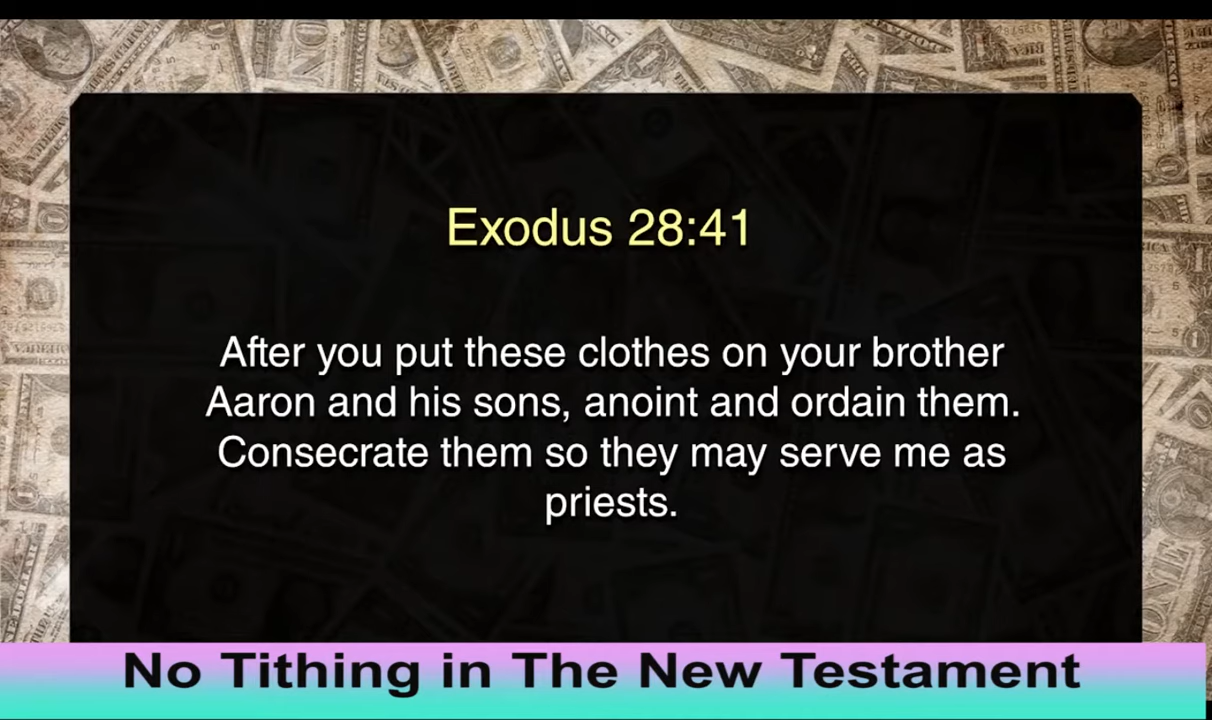 Exodus 28:41
After you put these clothes on your brother
Aaron and his sons, anoint and ordain them.
Consecrate them so they may serve me as
priests.
No Tithing in The New Testament